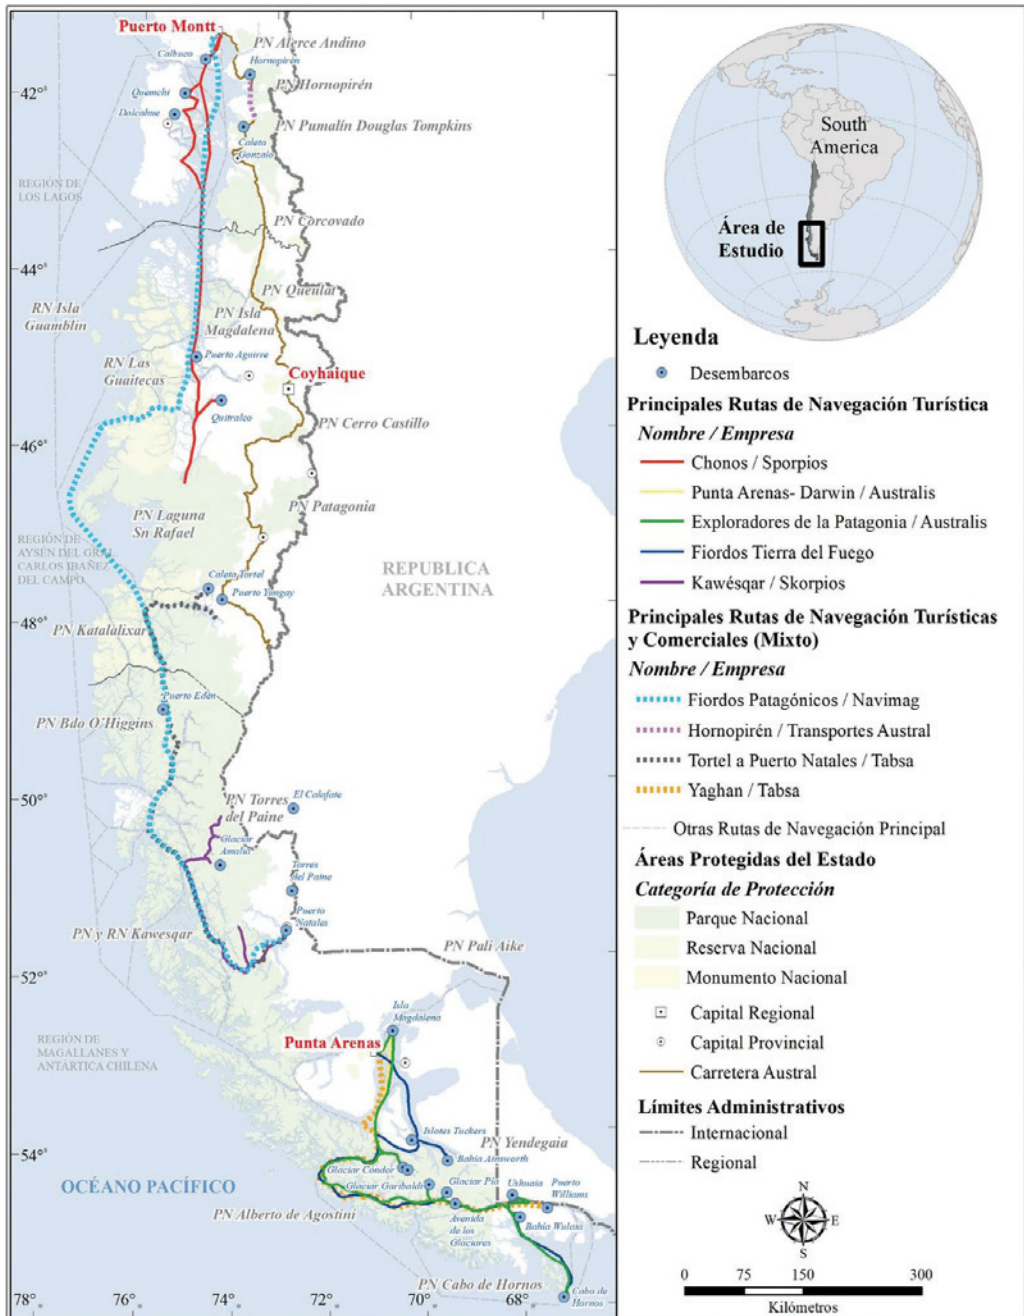 Puerto Montt
PN Alerce Andino
Calbuco
Hornopirén
PN Hornopirén
42°
Quemchi
Dalcahue
PN Pumalín Douglas Tompkins
Caleta
Gonzalo
REGIÓN DE
LOS LAGOS
PN Corcovado
44°
PN Queulat
RN Isla
Guamblin
PN Isla
Magdalena
RN Las
Guaitecas
Puerto Aguirre
Coyhaique
Quitralco
PN Cerro Castillo
46°
PN Laguna
Sn Rafael
PN Patagonia
REGIÓN DE
AYSÉN DEL GRAL.
CARLOS IBAÑEZ
DEL CAMPO
REPUBLICA
ARGENTINA
Caleta Tortel
Puerto Yungay
48°
PN Katalalixar
Puerto Eden
PN Bdo O'Higgins
50°
PN Torres
del Paine
El Calafate
Glaciar
Amalia
Torres
del Paine
Puerto
Natales
PN y RN Kawesqar
PN Pali Aike
52°
Isla
Magdalena
REGIÓN DE
MAGALLANES Y
ANTÁRTICA CHILENA
Punta Arenas
Islotes Tuckers
PN Yendegaia
54°
Bahía Ainsworth
Glaciar Cóndor
Glaciar Pia
Glaciar Garibaldi
Ushuaia
Puerto
Williams
OCÉANO PACÍFICO
PN Alberto de Agostini
Avenida
de los
Glaciares
Bahía Wulaia
PN Cabo de Hornos
Cabo de
Hornos
78°
76°
74°
72°
70°
68°
South
America
Área de
Estudio
Leyenda
Desembarcos
Principales Rutas de Navegación Turística
Nombre / Empresa
Chonos / Sporpios
Punta Arenas- Darwin / Australis
Exploradores de la Patagonia / Australis
Fiordos Tierra del Fuego
Kawésqar / Skorpios
Principales Rutas de Navegación Turísticas
y Comerciales (Mixto)
Nombre / Empresa
Fiordos Patagónicos / Navimag
Hornopirén / Transportes Austral
Tortel a Puerto Natales / Tabsa
Yaghan / Tabsa
Otras Rutas de Navegación Principal
Áreas Protegidas del Estado
Categoría de Protección
Parque Nacional
Reserva Nacional
Monumento Nacional
Capital Regional
Capital Provincial
Carretera Austral
Límites Administrativos
Internacional
Regional
N
W
E
S
0 75 150 300
Kilómetros